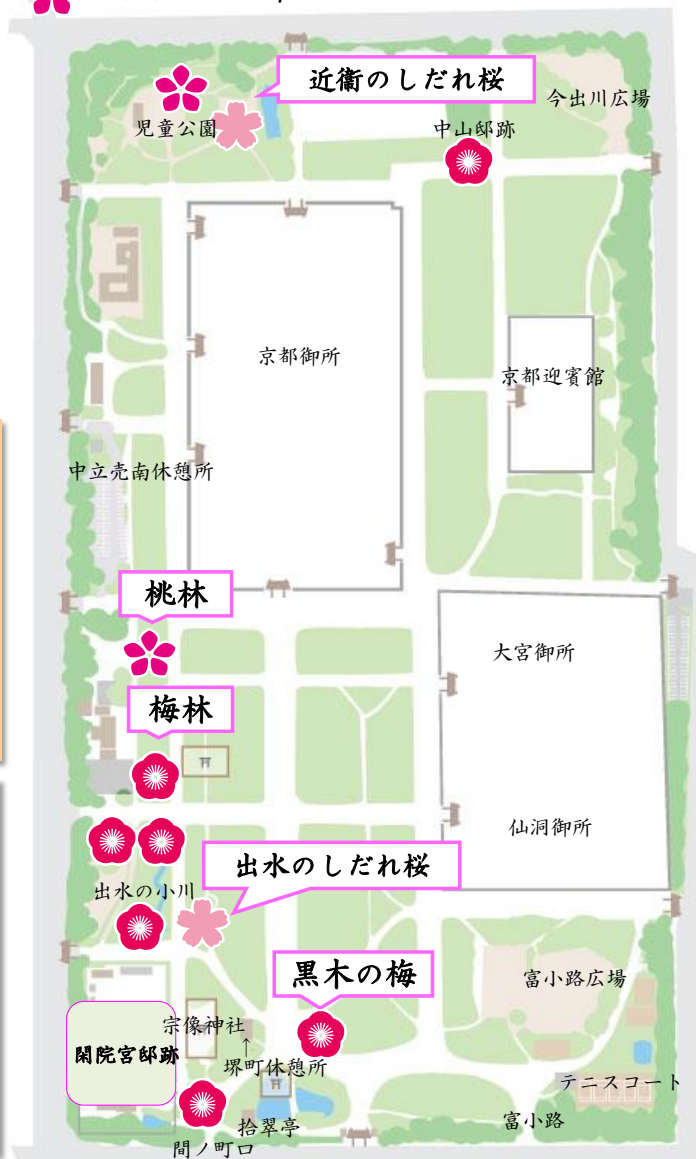 近衞のしだれ桜
今出川広場
児童公園
中山邸跡
京都御所
京都迎賓館
中立売南休憩所
桃林
大宮御所
梅林
仙洞御所
出水のしだれ桜
出水の小川
黒木の梅
富小路広場
宗像神社
↑
閑院宮邸跡
堺町休憩所
テニスコート
拾翠亭
富小路
間ノ町口